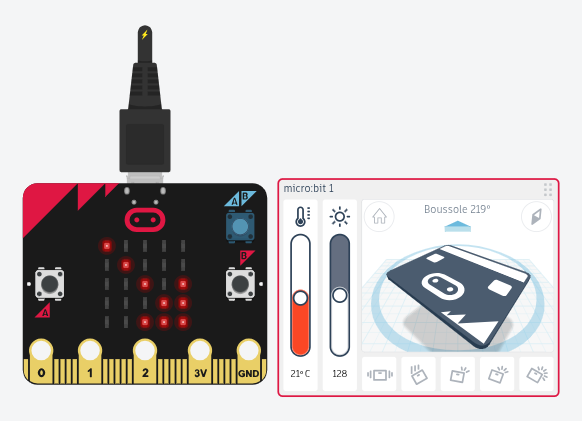 A B
B
A
0 1 2 3V GND
micro:bit 1
Boussole 219°
21°C 128